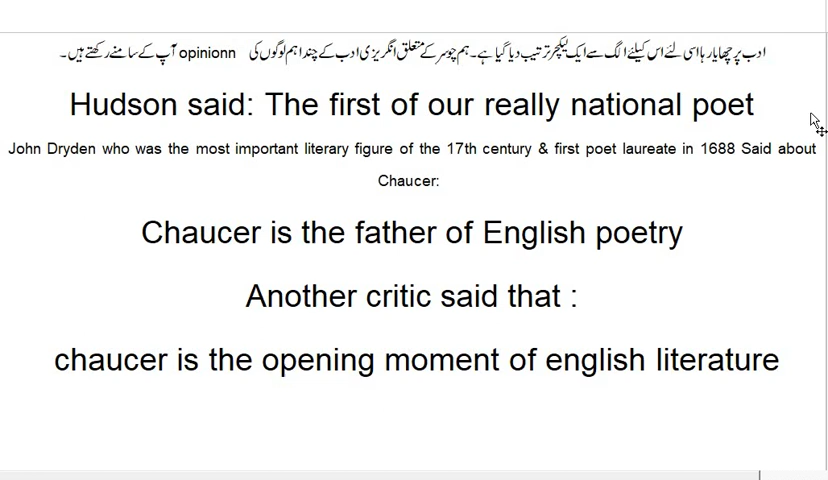 ادب پر چھایا رہا اسی لئے اس کیلئے الگ سے ایک لیکچر ترتیب دیا گیا ہے۔ ہم چوسر کے متعلق انگریزی ادب کے چند اہم لوگوں کی opinionn آپ کے سامنے رکھتے ہیں۔
Hudson said: The first of our really national poet
John Dryden who was the most important literary figure of the 17th century & first poet laureate in 1688 Said about
Chaucer:
Chaucer is the father of English poetry
Another critic said that :
chaucer is the opening moment of english literature